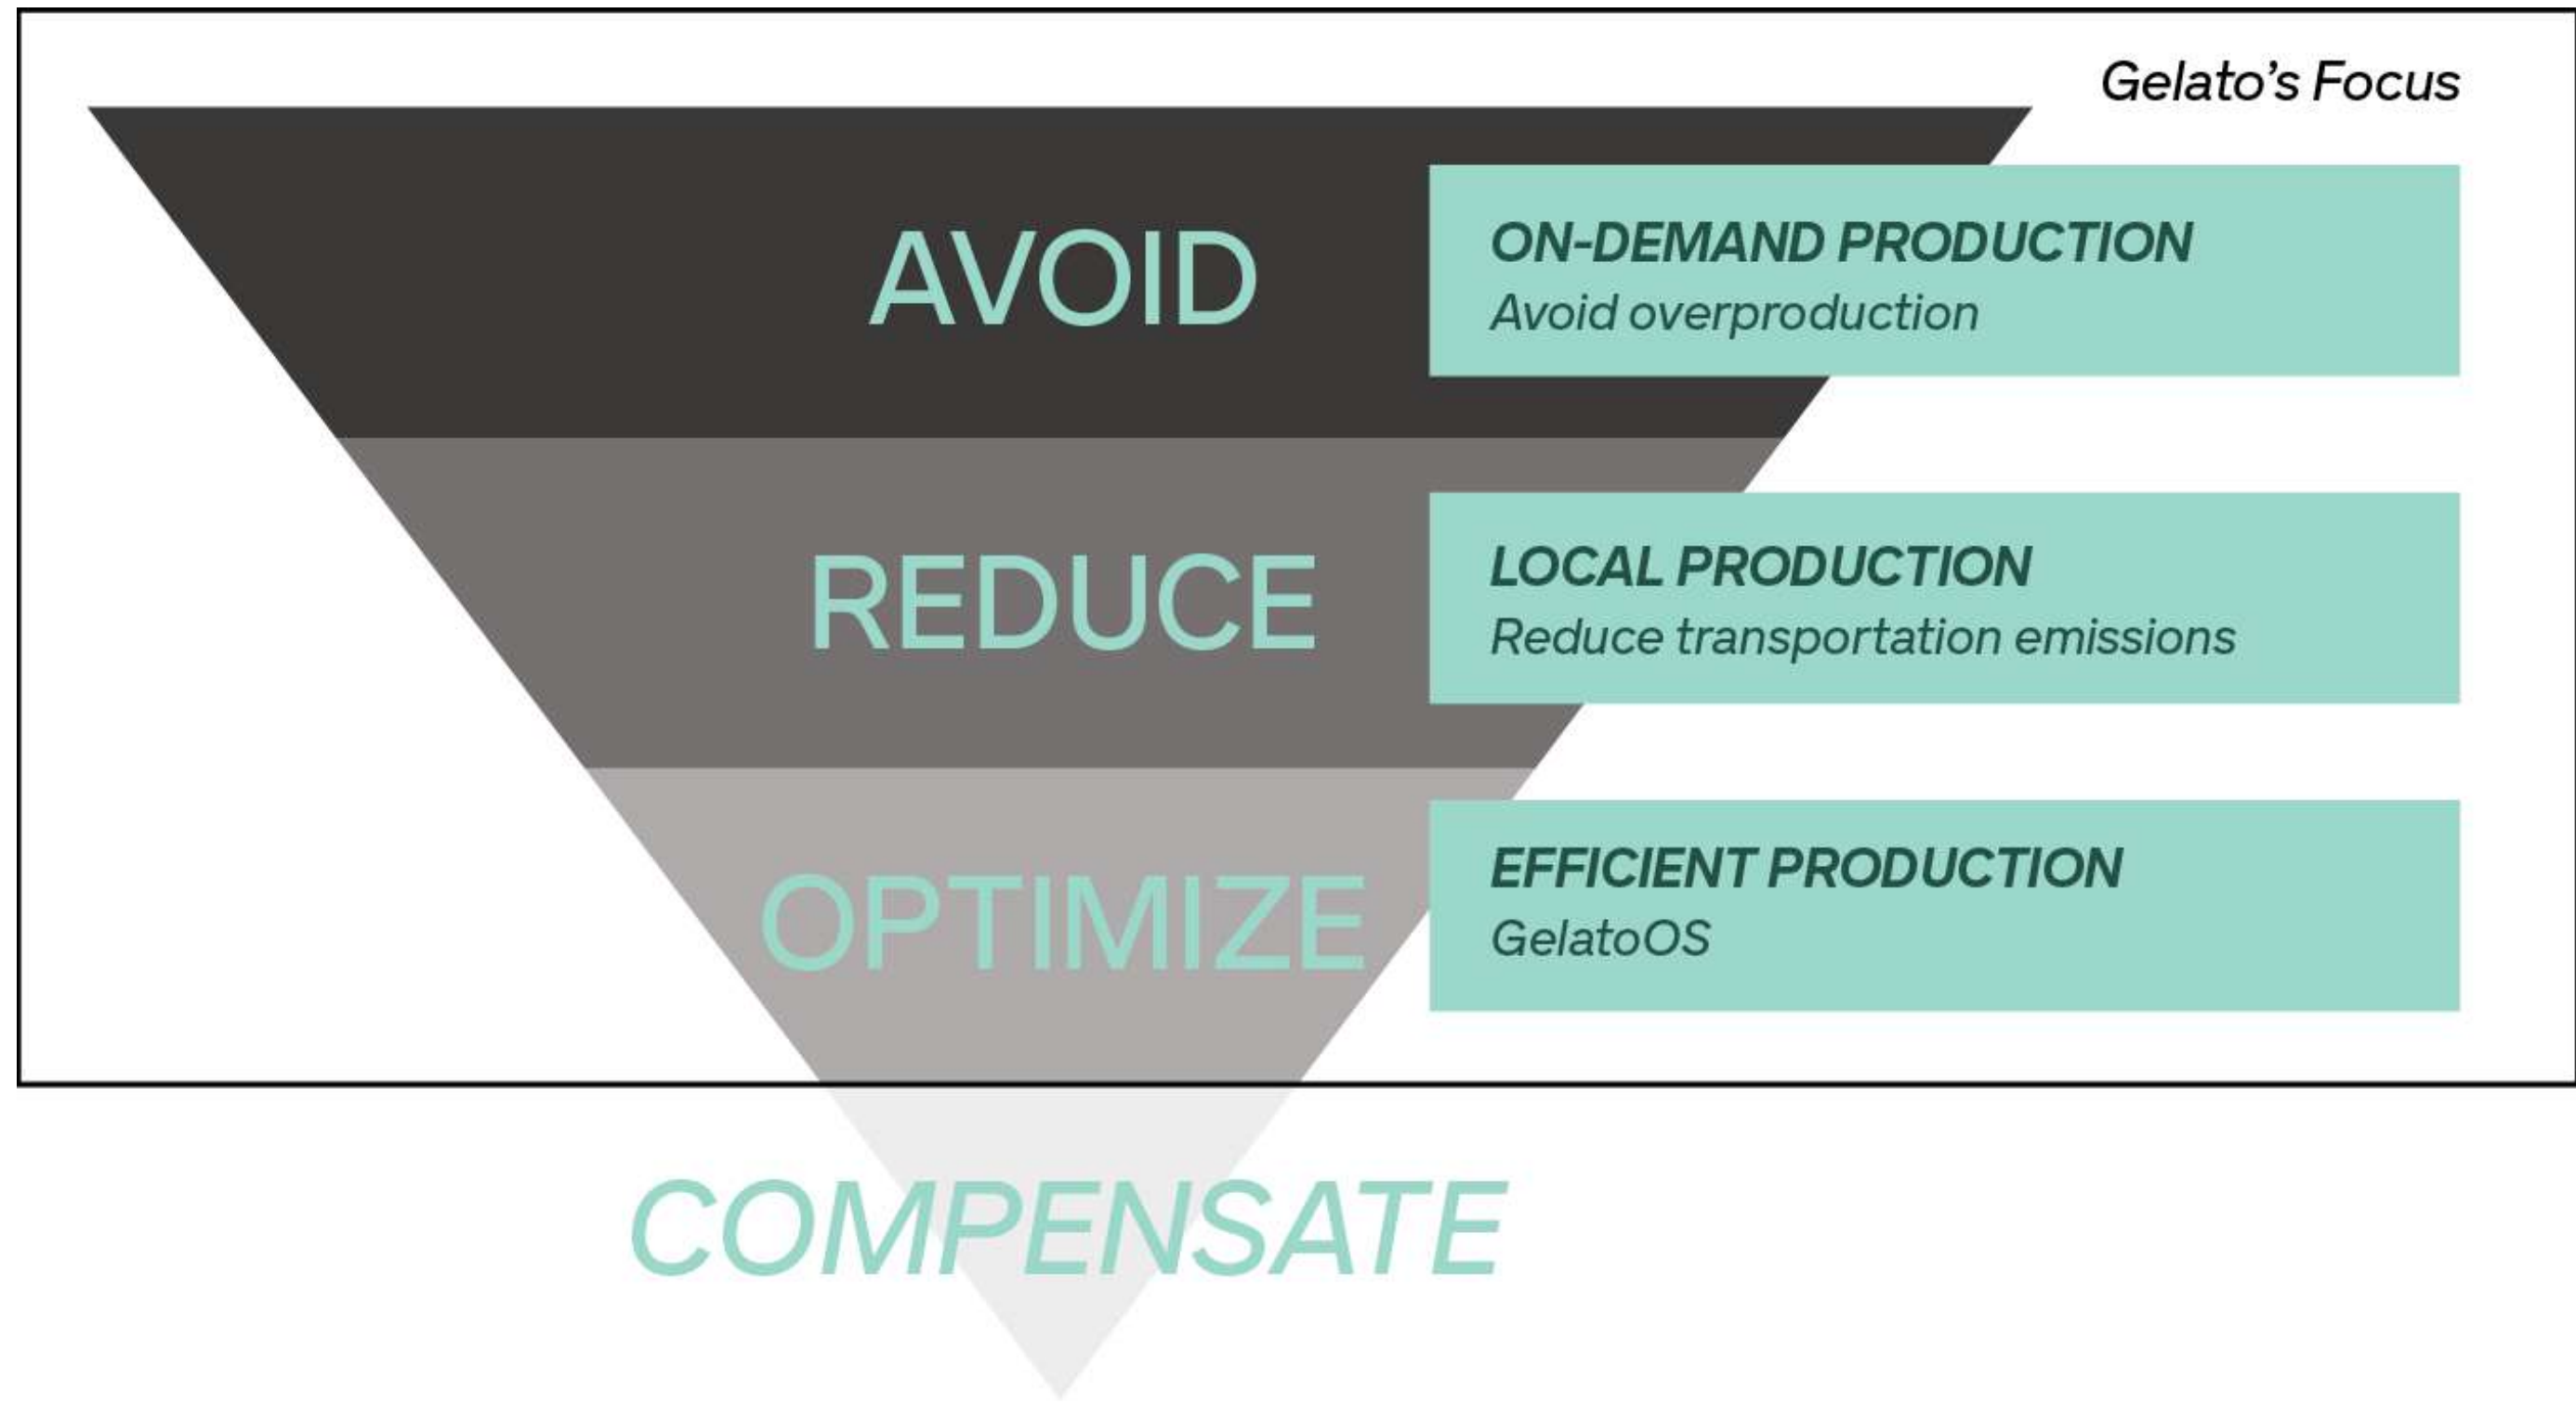 Gelato’s Focus
AVOID
ON-DEMAND PRODUCTION
Avoid overproduction
REDUCE
LOCAL PRODUCTION
Reduce transportation emissions
OPTIMIZE
EFFICIENT PRODUCTION
GelatoOS
COMPENSATE